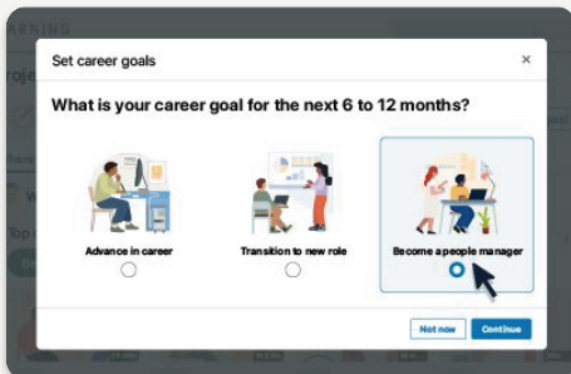 ARNING
Set career goals
×
What is your career goal for the next 6 to 12 months?
Advance in career
Transition to new role
Become a people manager
Not now
Continue